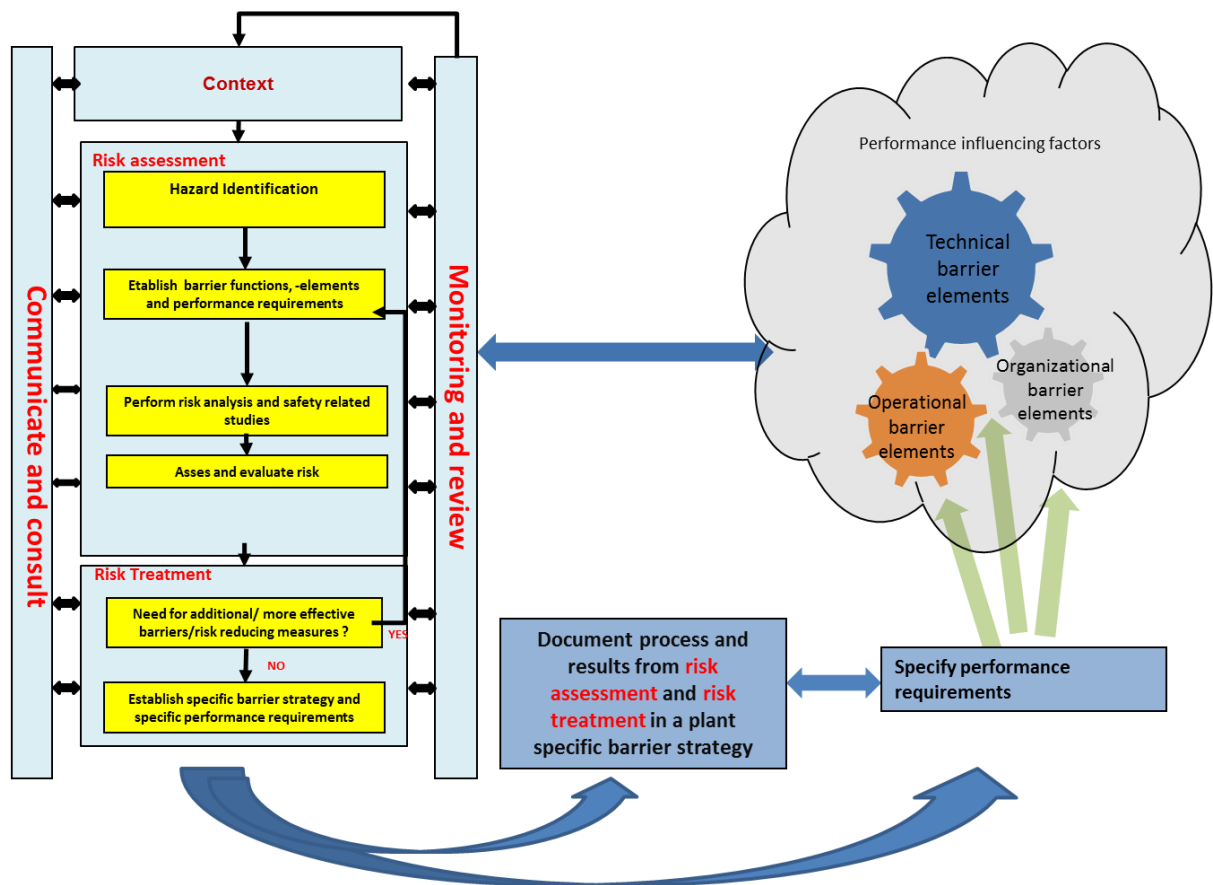 Context
Risk assessment
Hazard Identification
Etablish barrier functions, -elements
and performance requirements
Perform risk analysis and safety related
studies
Asses and evaluate risk
Risk Treatment
Need for additional/ more effective
barriers/risk reducing measures ?
YES
NO
Establish specific barrier strategy and
specific performance requirements
Communicate and consult
Monitoring and review
Performance influencing factors
Technical
barrier
elements
Organizational
barrier
elements
Operational
barrier
elements
Document process and
results from risk
assessment and risk
treatment in a plant
specific barrier strategy
Specify performance
requirements